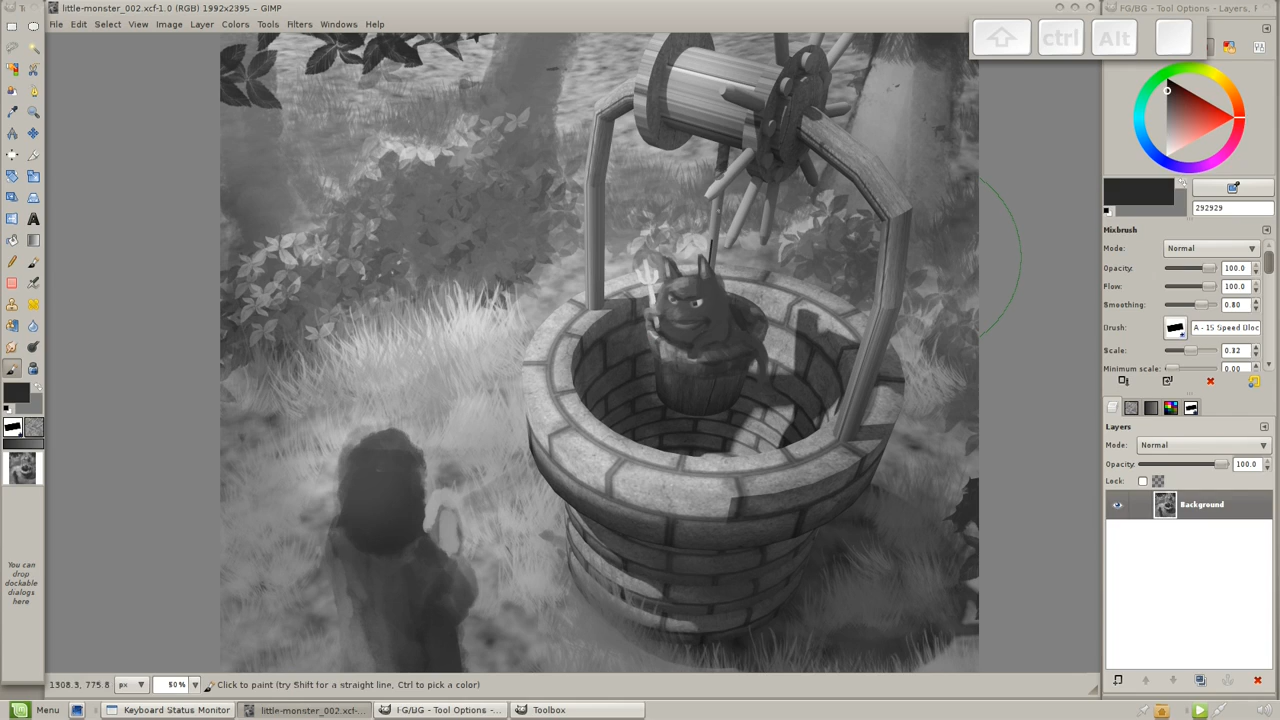 little-monster_002.xcf-1.0 (RGB) 1992x2395 – GIMP
FG/BG - Tool Options - Layers, F
File Edit Select View Image Layer Colors Tools Filters Windows Help
ctrl
Alt
292929
Mixbrush
Mode: Normal
Opacity: 100.0
Flow: 100.0
Smoothing: 0.80
Brush: A - 15 Speed Bloc
Scale: 0.32
Minimum scale: 0.00
Layers
Mode: Normal
Opacity: 100.0
Lock:
Background
You can
drop
dockable
dialogs
here
1308.3, 775.8 px 50% Click to paint (try Shift for a straight line, Ctrl to pick a color)
Menu Keyboard Status Monitor little-monster_002.xcf-... FG/BG - Tool Options -... Toolbox